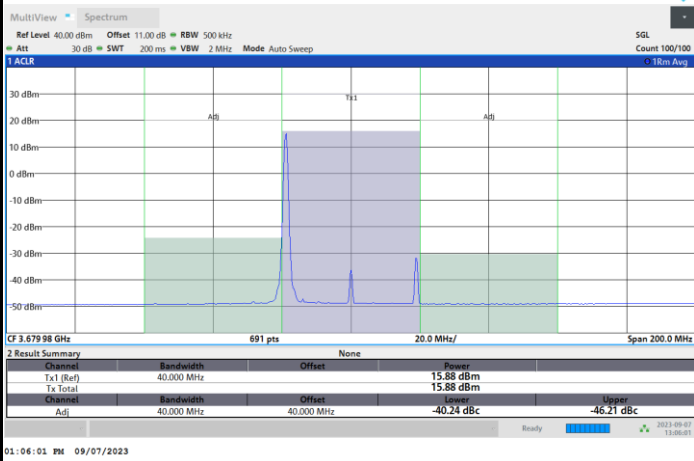 MultiView Spectrum
Ref Level 40.00 dBm Offset 11.00 dB RBW 500 kHz SGL
Att 30 dB SWT 200 ms VBW 2 MHz Mode Auto Sweep Count 100/100
1 ACLR 1Rm Avg
30 dBm
Tx1
20 dBm
Adj Adj
10 dBm
0 dBm
-10 dBm
-20 dBm
-30 dBm
-40 dBm
-50 dBm
CF 3.67998 GHz 691 pts 20.0 MHz/ Span 200.0 MHz
2 Result Summary None
Channel Bandwidth Offset Power
Tx1 (Ref) 40.000 MHz 15.88 dBm
Tx Total 15.88 dBm
Channel Bandwidth Offset Lower Upper
Adj 40.000 MHz 40.000 MHz -40.24 dBc -46.21 dBc
Ready 2023-09-07
13:06:01
01:06:01 PM 09/07/2023